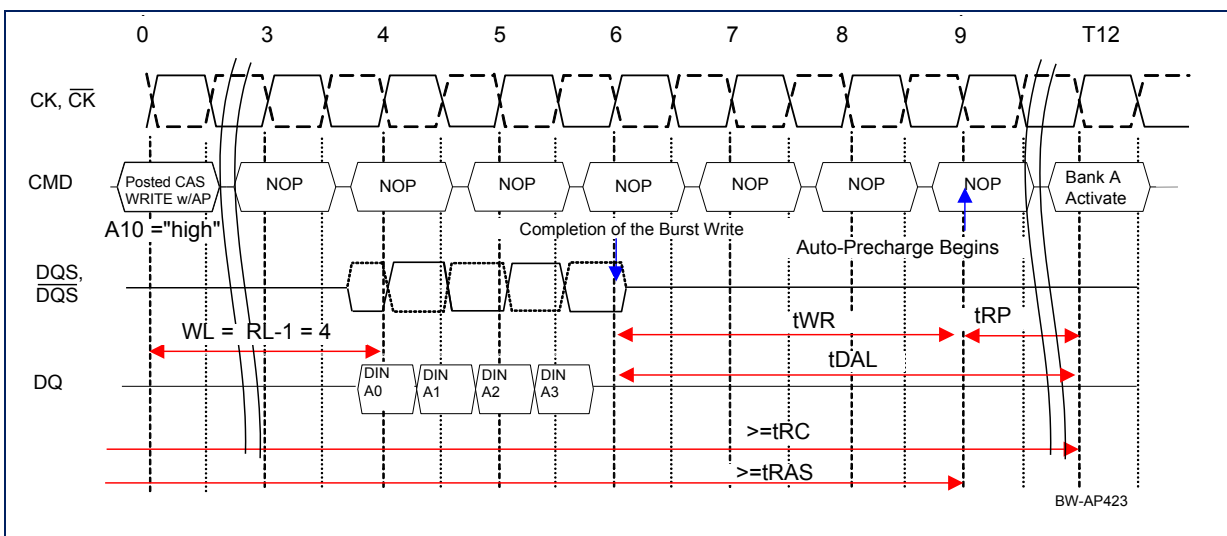 0 3 4 5 6 7 8 9 T12
CK, CK
CMD
Posted CAS
WRITE w/AP
NOP NOP NOP NOP NOP NOP NOP
Bank A
Activate
A10 ="high"
Completion of the Burst Write
Auto-Precharge Begins
DQS,
DQS
WL = RL-1 = 4
tWR
tRP
tDAL
DQ
DIN
A0
DIN
A1
DIN
A2
DIN
A3
>=tRC
>=tRAS
BW-AP423